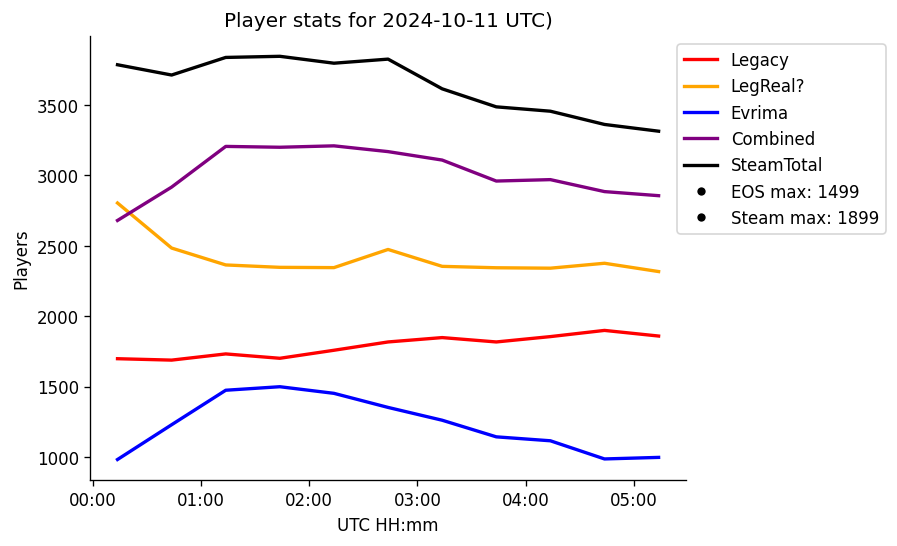 Player stats for 2024-10-11 UTC)
Legacy
LegReal?
Evrima
Combined
SteamTotal
EOS max: 1499
Steam max: 1899
Players
3500
3000
2500
2000
1500
1000
00:00 01:00 02:00 03:00 04:00 05:00
UTC HH:mm